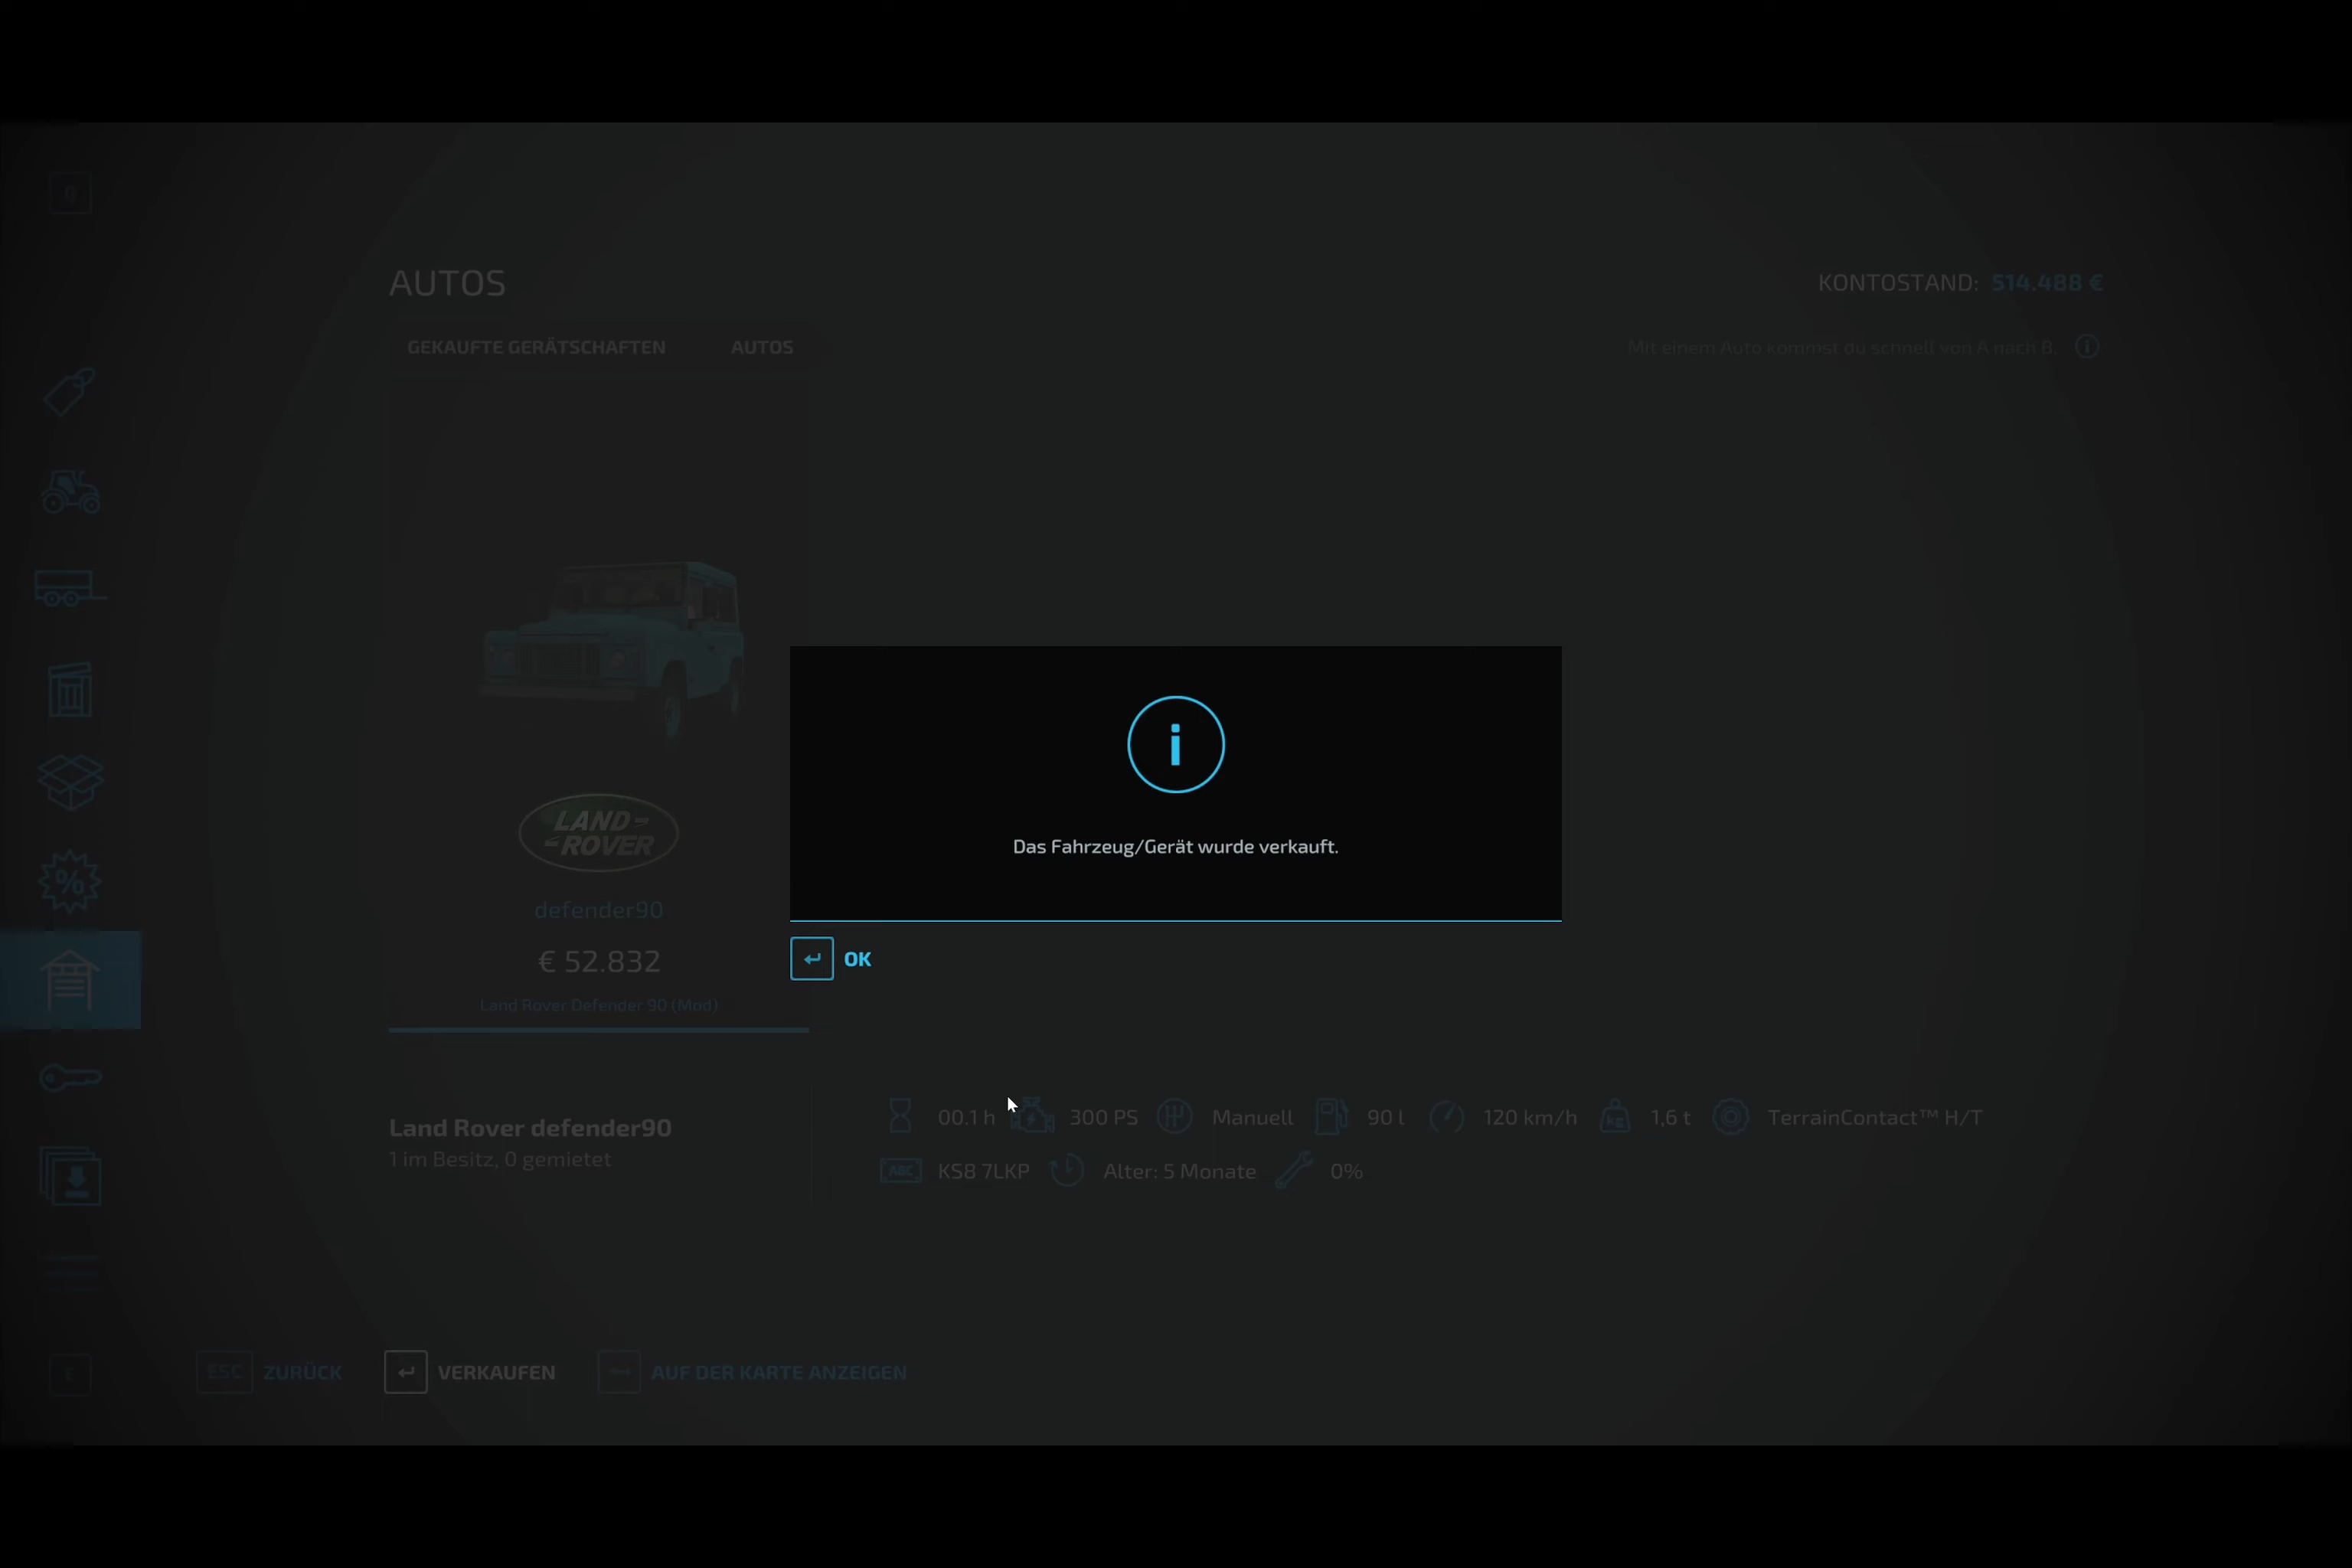 Q
AUTOS
KONTOSTAND: 514.488 €
GEKAUFTE GERÄTSCHAFTEN AUTOS
Mit einem Auto kommst du schnell von A nach B. i
%
LAND-
ROVER
defender90
€ 52.832
Land Rover Defender 90 (Mod)
i
Das Fahrzeug/Gerät wurde verkauft.
OK
Land Rover defender90
1 im Besitz, 0 gemietet
00.1 h 300 PS Manuell 90 l 120 km/h kg 1,6 t TerrainContact™ H/T
ABC KS8 7LKP Alter: 5 Monate 0%
E
ESC ZURÜCK VERKAUFEN AUF DER KARTE ANZEIGEN